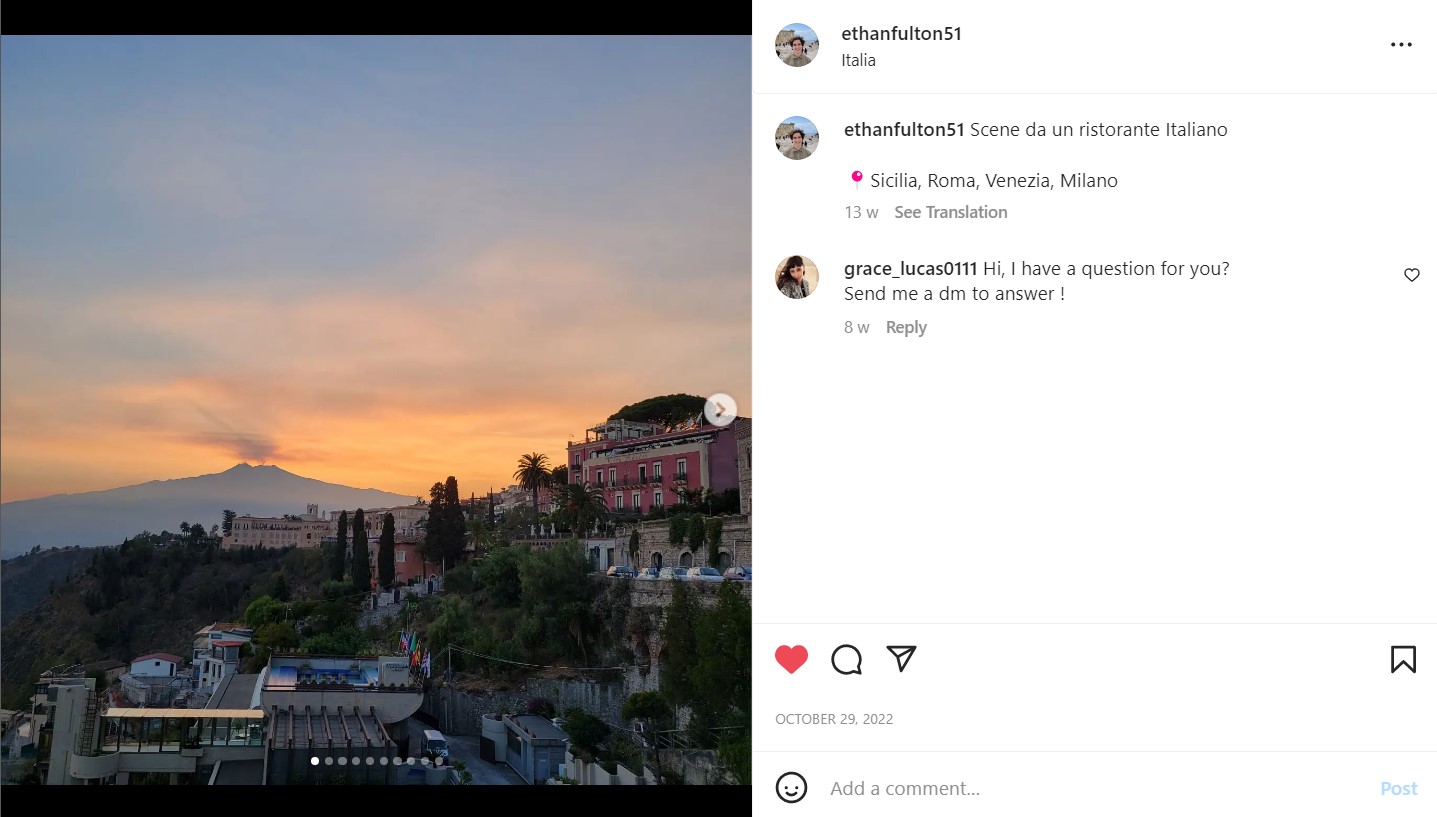 ethanfulton51
Italia
ethanfulton51 Scene da un ristorante Italiano
Sicilia, Roma, Venezia, Milano
13 w See Translation
grace_lucas0111 Hi, I have a question for you?
Send me a dm to answer !
8 w Reply
OCTOBER 29, 2022
Add a comment... Post